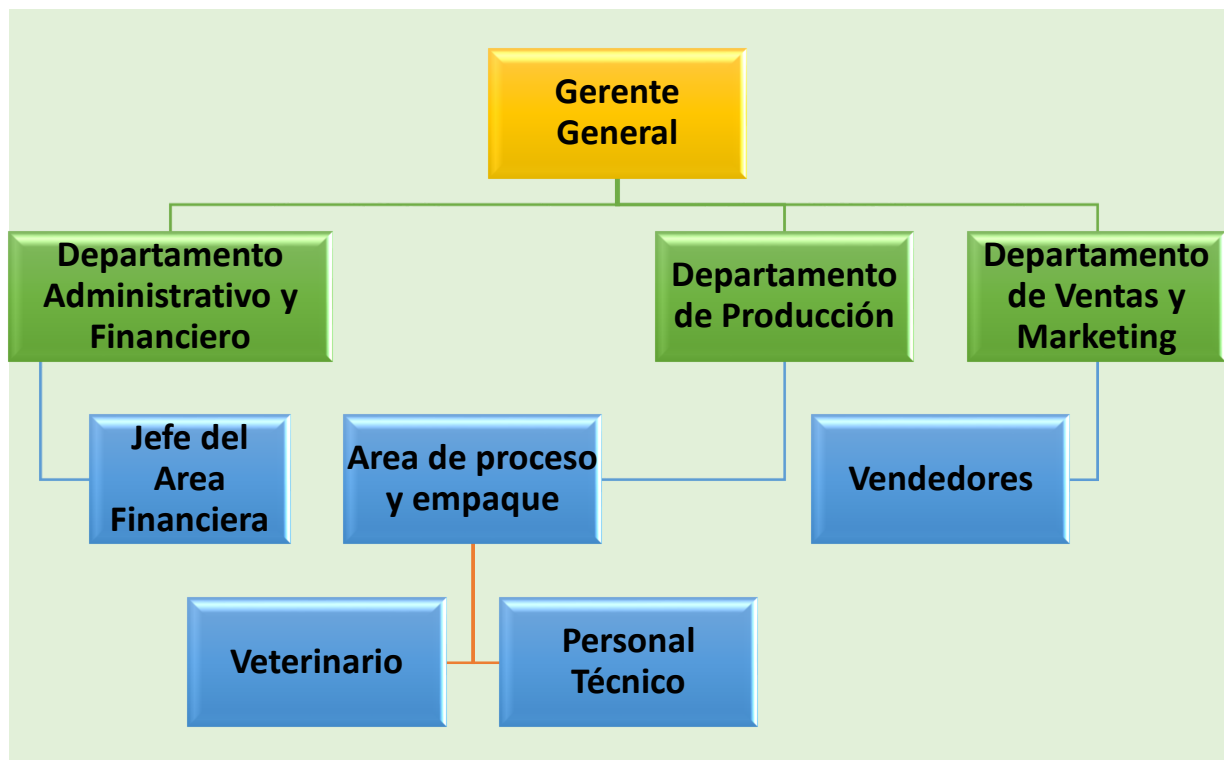 Gerente
General
Departamento
Administrativo y
Financiero
Departamento
de Producción
Departamento
de Ventas y
Marketing
Jefe del
Area
Financiera
Area de proceso
y empaque
Vendedores
Veterinario
Personal
Técnico